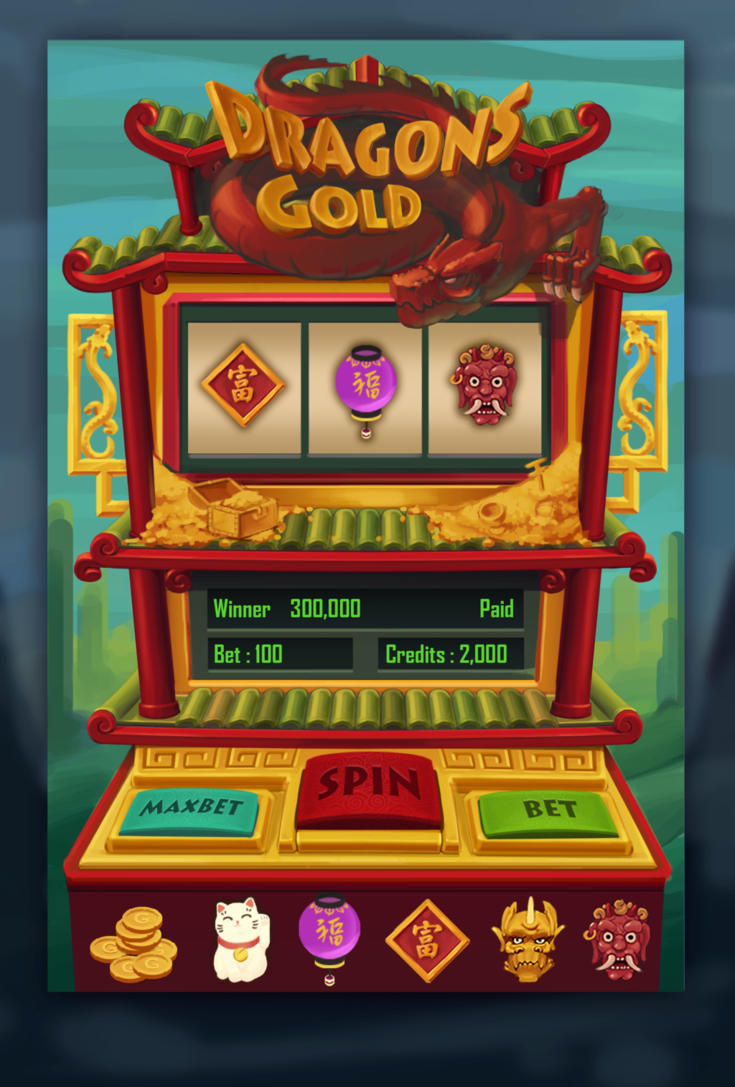 DRAGONS
GOLD
富
福
Winner 300,000 Paid
Bet : 100 Credits : 2,000
MAXBET SPIN BET
G G G G G
福 富